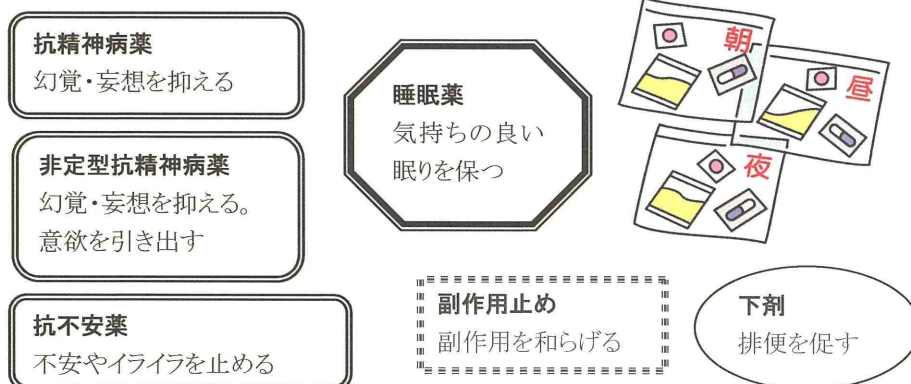 抗精神病薬
幻覚・妄想を抑える
非定型抗精神病薬
幻覚・妄想を抑える。
意欲を引き出す
抗不安薬
不安やイライラを止める
睡眠薬
気持ちの良い
眠りを保つ
朝
昼
夜
副作用止め
副作用を和らげる
下剤
排便を促す